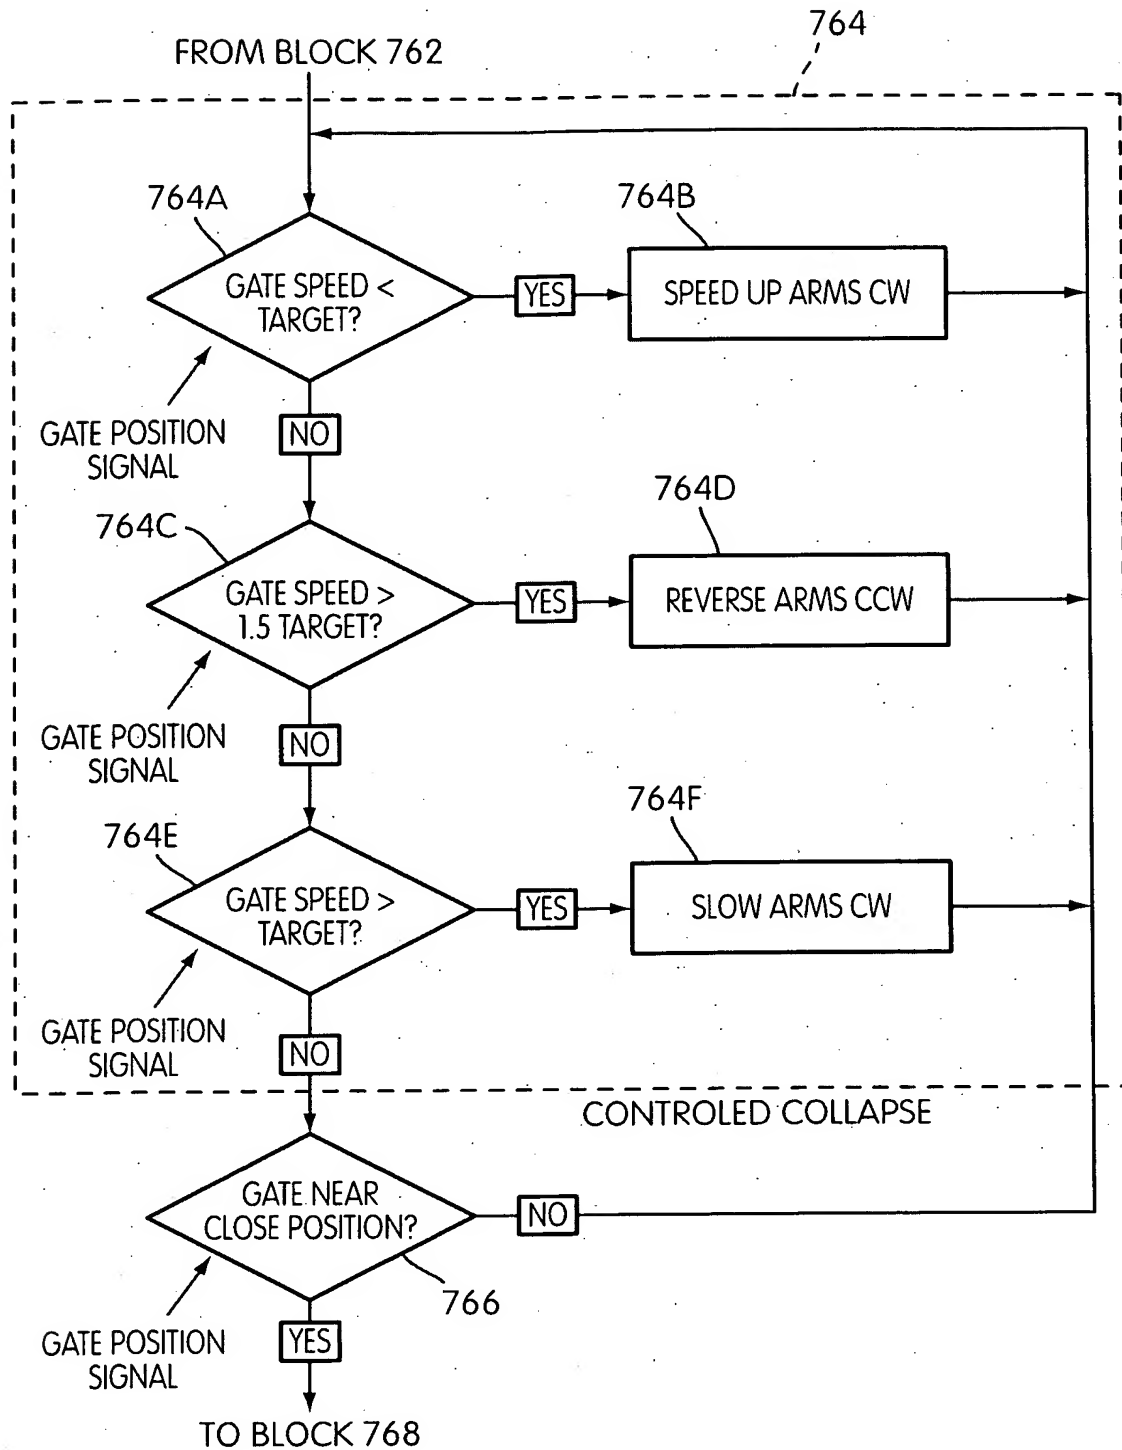 764
FROM BLOCK 762
764A
764B
GATE SPEED <
TARGET?
YES
SPEED UP ARMS CW
GATE POSITION
SIGNAL
NO
764C
764D
GATE SPEED >
1.5 TARGET?
YES
REVERSE ARMS CCW
GATE POSITION
SIGNAL
NO
764E
764F
GATE SPEED >
TARGET?
YES
SLOW ARMS CW
GATE POSITION
SIGNAL
NO
CONTROLED COLLAPSE
GATE NEAR
CLOSE POSITION?
NO
766
GATE POSITION
SIGNAL
YES
TO BLOCK 768